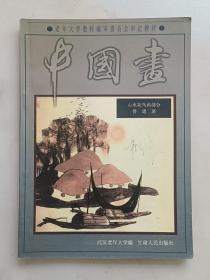 老年大学教材编审委员会审定教材
中國畫
山水花鸟画部分
武汉老年大学编 甘肃人民出版社